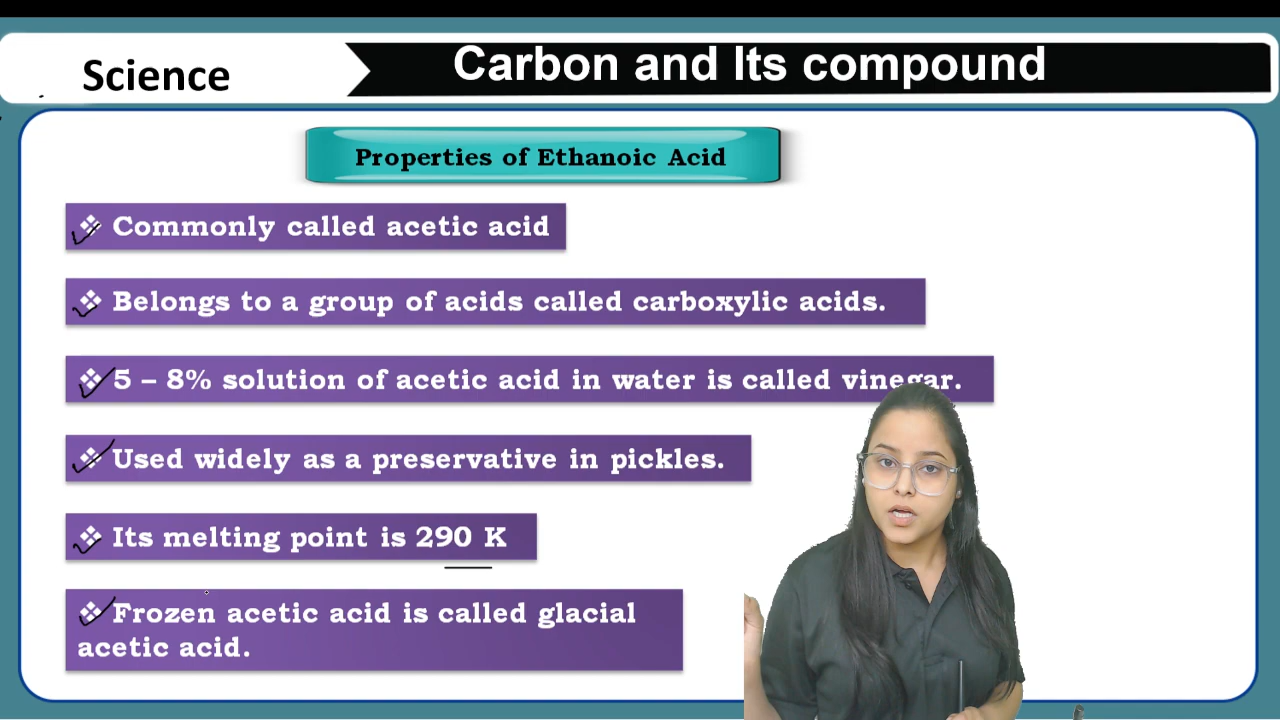 Science
Carbon and Its compound
Properties of Ethanoic Acid
Commonly called acetic acid
Belongs to a group of acids called carboxylic acids.
5 – 8% solution of acetic acid in water is called vinegar.
Used widely as a preservative in pickles.
Its melting point is 290 K
Frozen acetic acid is called glacial
acetic acid.